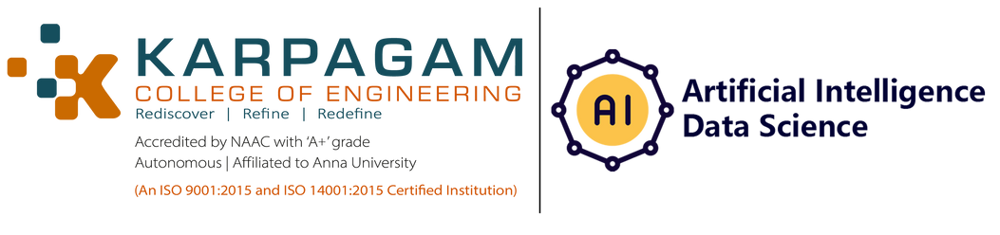 KARPAGAM
COLLEGE OF ENGINEERING
Rediscover | Refine | Redefine
Accredited by NAAC with ‘A+’ grade
Autonomous | Affiliated to Anna University
(An ISO 9001:2015 and ISO 14001:2015 Certified Institution)
AI
Artificial Intelligence
Data Science